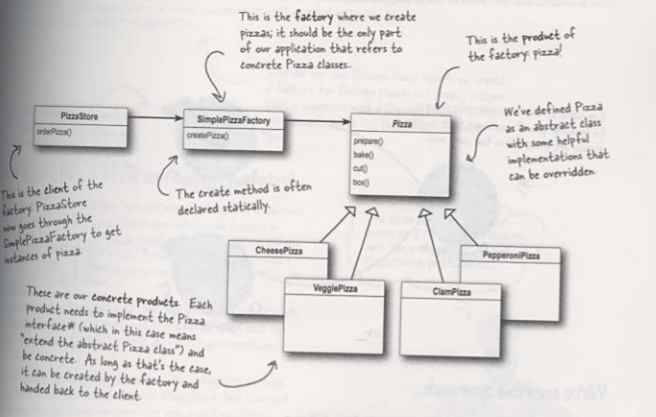 This is the factory where we create
pizzas; it should be the only part
of our application that refers to
concrete Pizza classes.
This is the product of
the factory: pizza!
PizzaStore
orderPizza()
SimplePizzaFactory
createPizza()
Pizza
prepare()
bake()
cut()
box()
We've defined Pizza
as an abstract class
with some helpful
implementations that
can be overridden.
This is the client of the
factory. PizzaStore
now goes through the
SimplePizzaFactory to get
instances of pizza.
The create method is often
declared statically.
CheesePizza
VeggiePizza
ClamPizza
PepperoniPizza
These are our concrete products. Each
product needs to implement the Pizza
interface* (which in this case means
"extend the abstract Pizza class") and
be concrete. As long as that's the case,
it can be created by the factory and
handed back to the client.